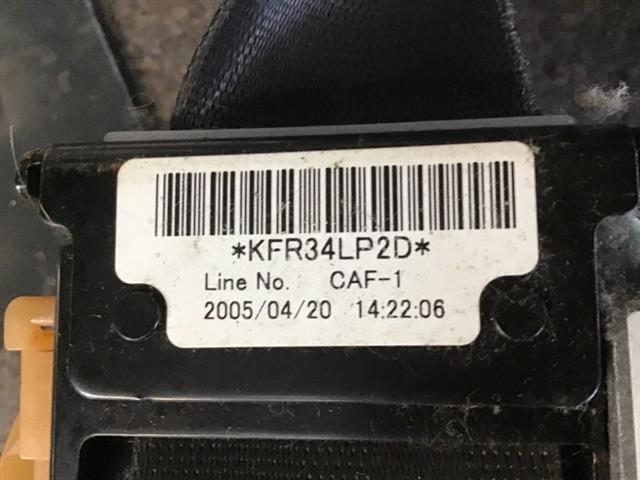 *KFR34LP2D*
Line No. CAF-1
2005/04/20 14:22:06